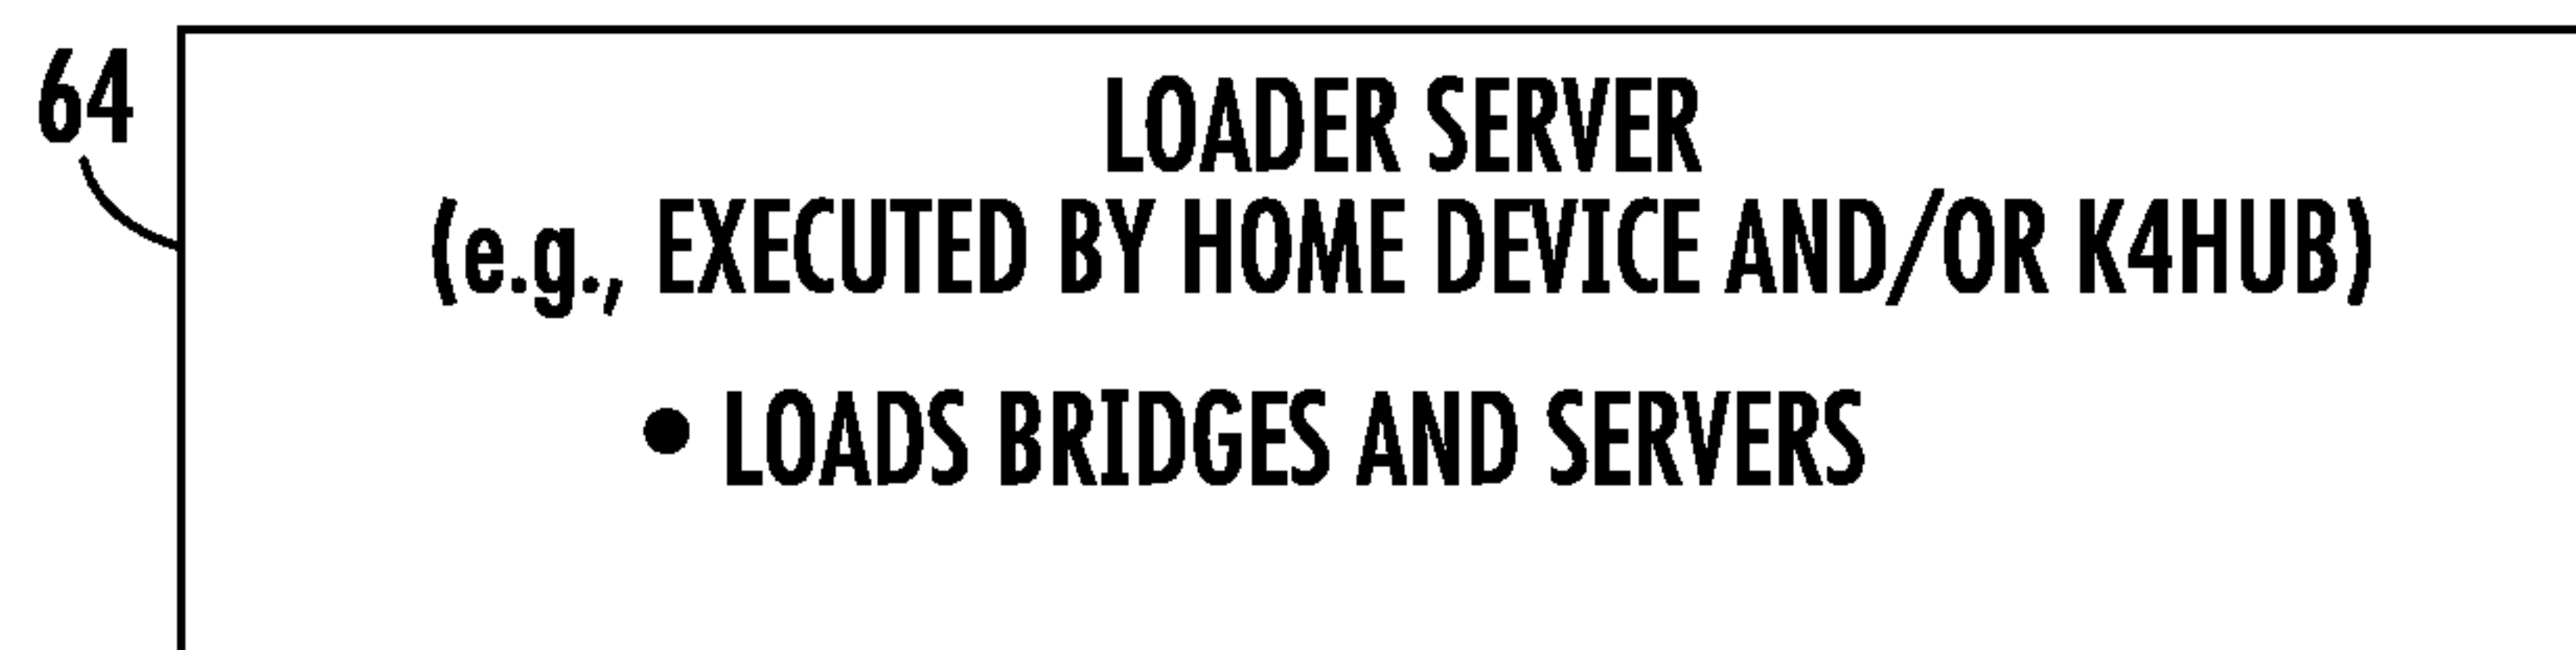 64
LOADER SERVER
(e.g., EXECUTED BY HOME DEVICE AND/OR K4HUB)
• LOADS BRIDGES AND SERVERS